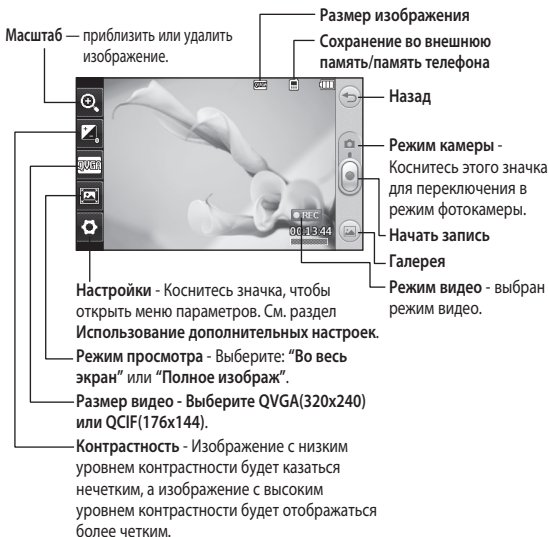 Размер изображения
Масштаб — приблизить или удалить
изображение.
Сохранение во внешнюю
память/память телефона
Назад
Режим камеры -
Коснитесь этого значка
для переключения в
режим фотокамеры.
Начать запись
Галерея
Режим видео - выбран
режим видео.
QVGA
QVGA
0
REC
00:13:44
Настройки - Коснитесь значка, чтобы
открыть меню параметров. См. раздел
Использование дополнительных настроек.
Режим просмотра - Выберите: “Во весь
экран” или “Полное изображ”.
Размер видео - Выберите QVGA(320x240)
или QCIF(176x144).
Контрастность - Изображение с низким
уровнем контрастности будет казаться
нечетким, а изображение с высоким
уровнем контрастности будет отображаться
более четким.